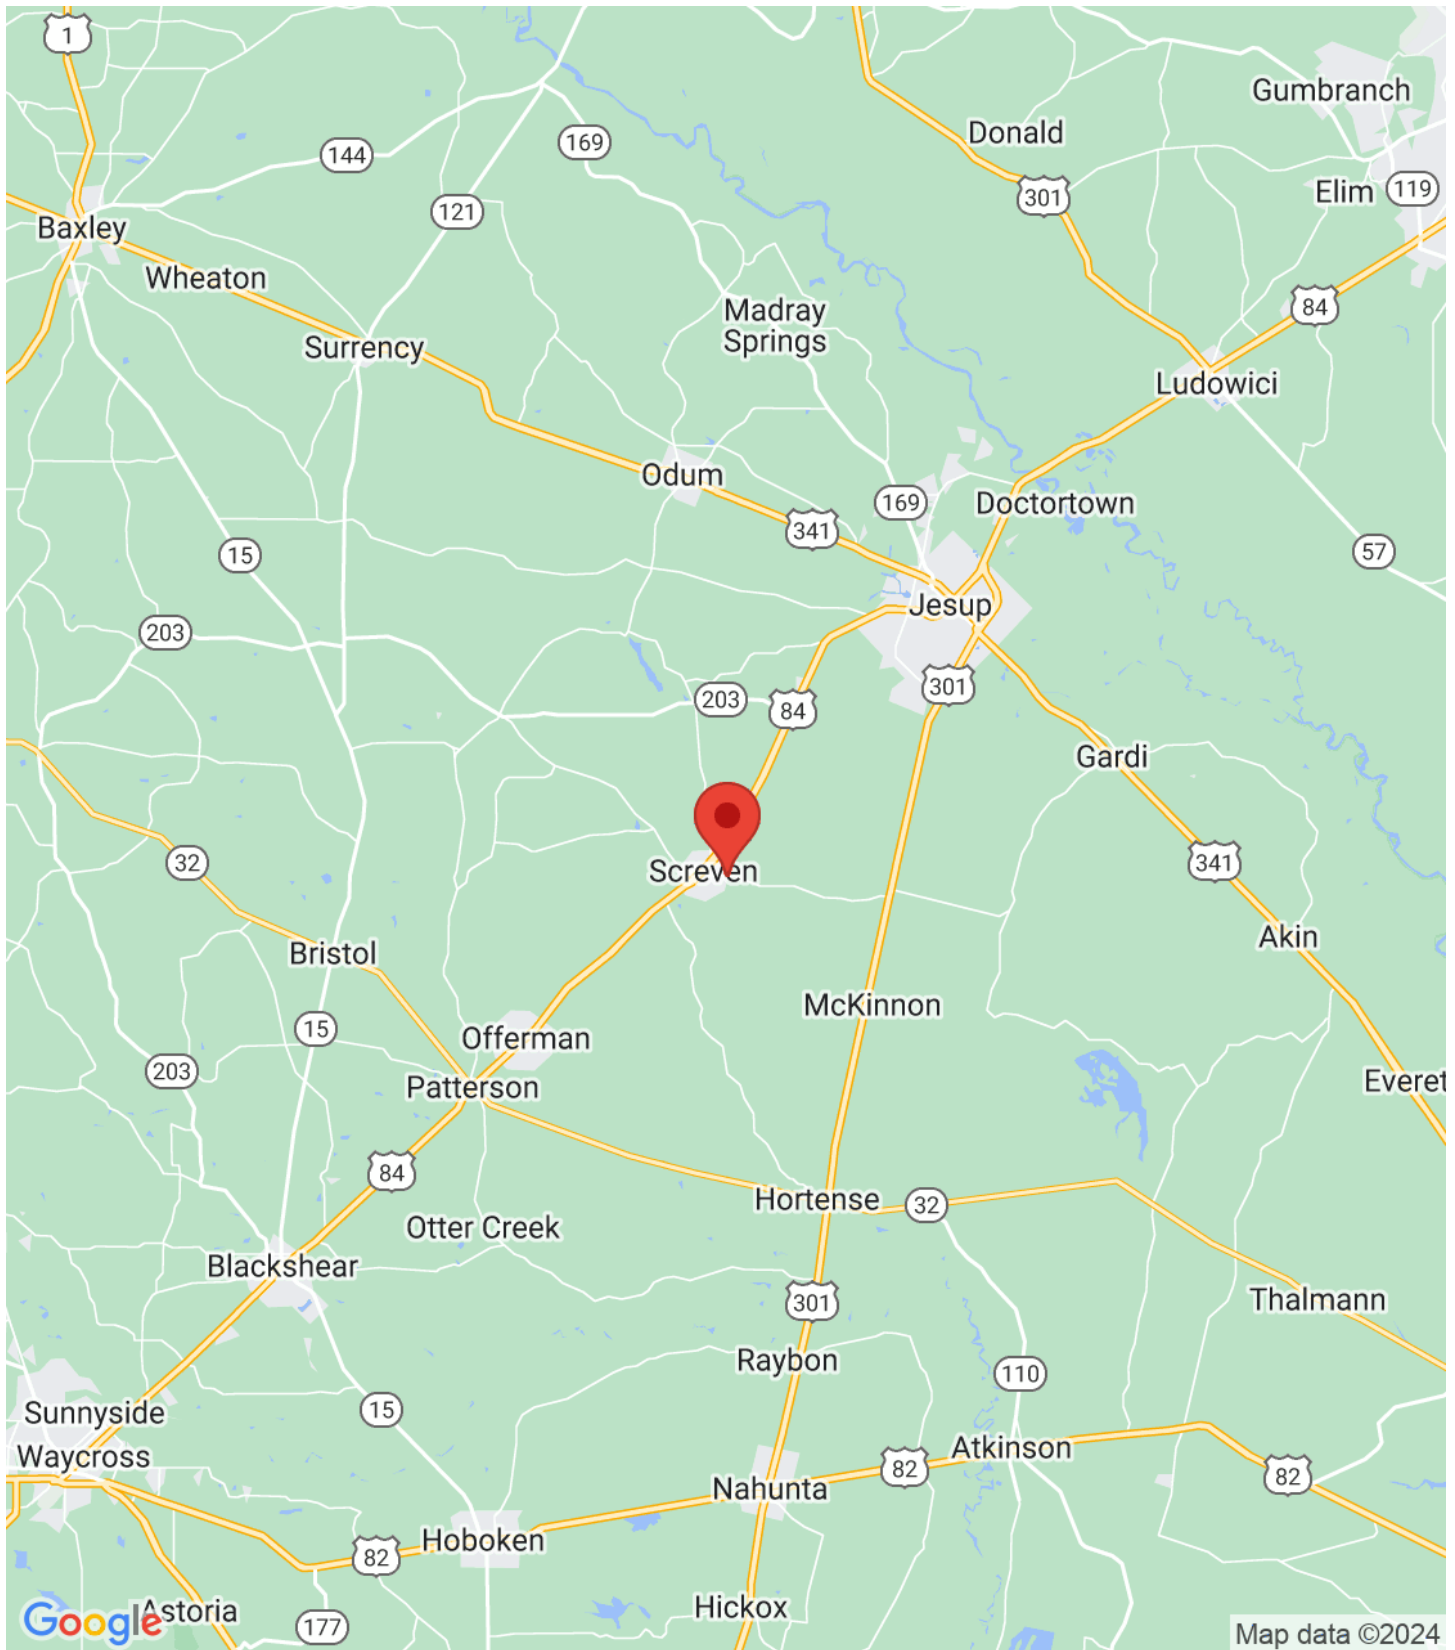 1
Gumbranch
Donald
144
169
Elim
119
301
121
Baxley
Wheaton
84
Madray
Springs
Surrency
Ludowici
Odum
169
Doctortown
341
15
57
Jesup
203
301
203
84
Gardi
32
341
Screven
Akin
Bristol
McKinnon
15
Offerman
203
Everet
Patterson
84
Hortense
32
Otter Creek
Blackshear
301
Thalmann
Raybon
110
15
Sunnyside
Atkinson
Waycross
82
82
Nahunta
Hoboken
82
Hickox
Astoria
Google
177
Map data ©2024